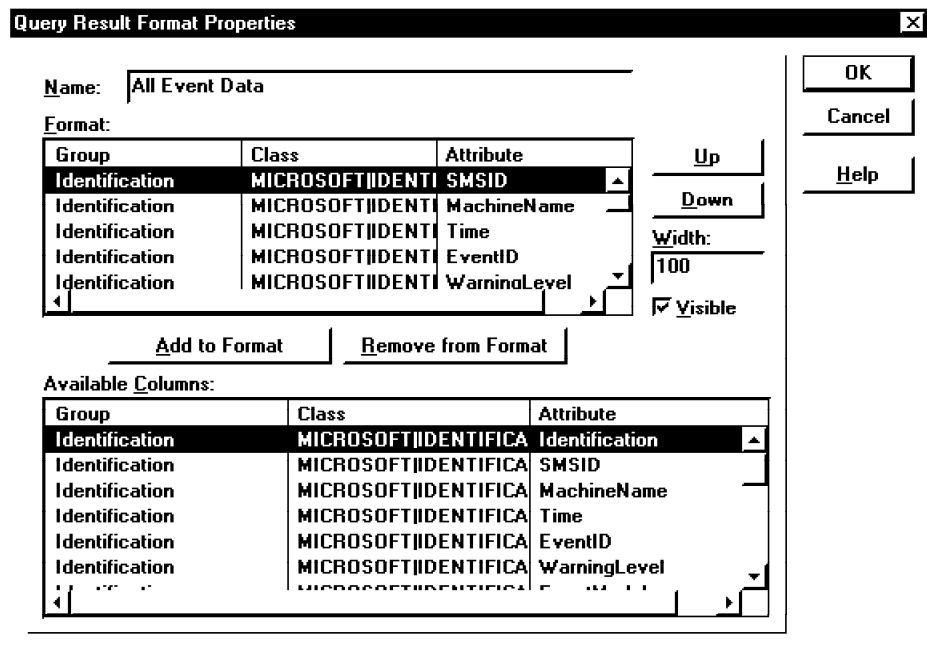 Query Result Format Properties
Name: All Event Data
OK
Cancel
Help
Format:
Group Class Attribute
Identification MICROSOFT|IDENTI SMSID
Identification MICROSOFT|IDENTI MachineName
Identification MICROSOFT|IDENTI Time
Identification MICROSOFT|IDENTI EventID
Identification MICROSOFT|IDENTI WarningLevel
Up
Down
Width:
100
Visible
Add to Format Remove from Format
Available Columns:
Group Class Attribute
Identification MICROSOFT|IDENTIFICA Identification
Identification MICROSOFT|IDENTIFICA SMSID
Identification MICROSOFT|IDENTIFICA MachineName
Identification MICROSOFT|IDENTIFICA Time
Identification MICROSOFT|IDENTIFICA EventID
Identification MICROSOFT|IDENTIFICA WarningLevel